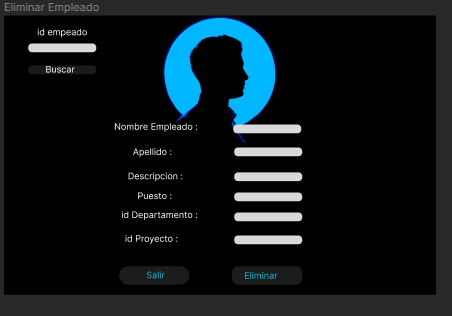 Eliminar Empleado
id empeado
Buscar
Nombre Empleado :
Apellido :
Descripcion :
Puesto :
id Departamento :
id Proyecto :
Salir
Eliminar